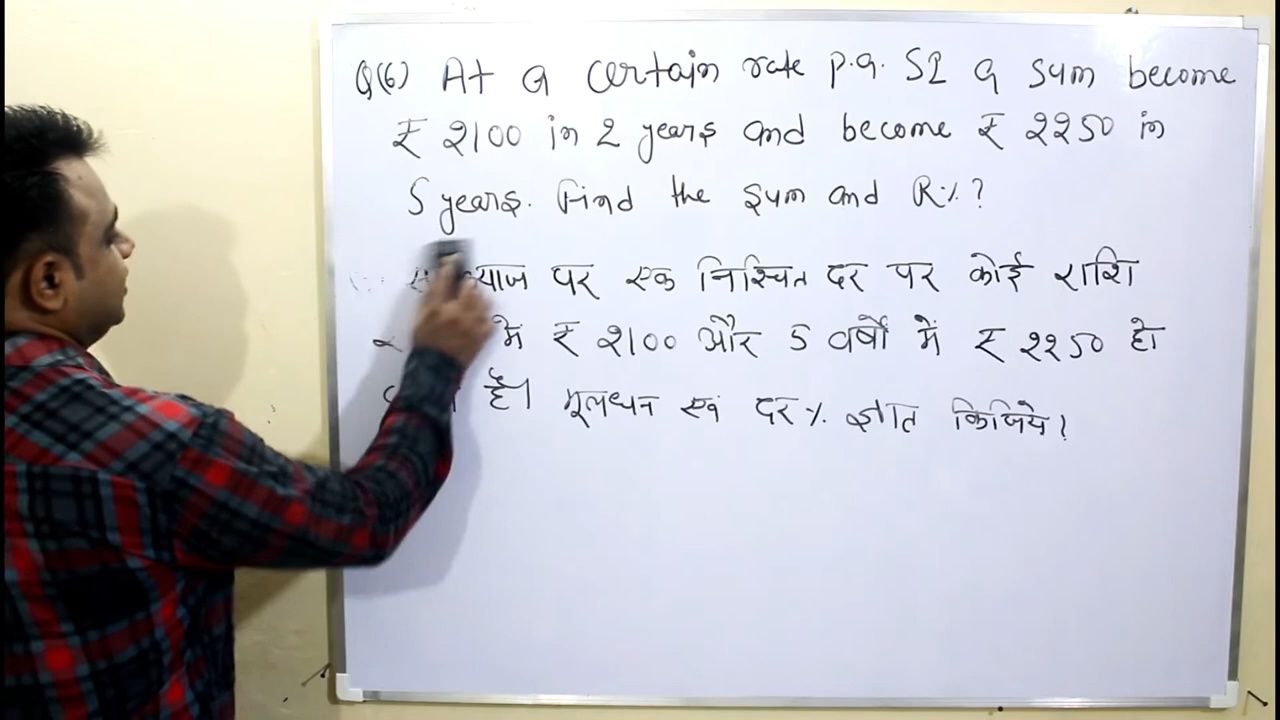 Q(6) At a certain rate p.a. SI a sum become
₹ 2100 in 2 years and become ₹ 2250 in
5 years. Find the sum and R%?
पर एक निश्चित दर पर कोई राशि
में ₹ 2100 और 5 वर्षों में ₹ 2250 हो
है। मूलधन एवं दर% ज्ञात किजिये?